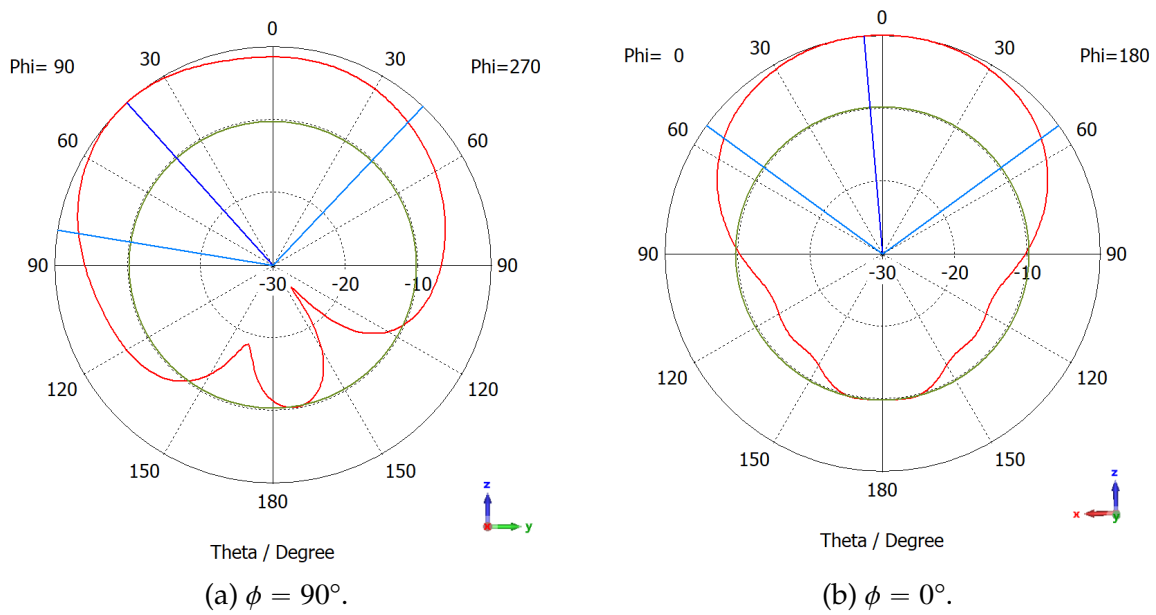 0
30 30
Phi= 90 Phi=270
60 60
90 -30 -20 -10 90
120 120
150 150
180
z
x y
Theta / Degree
(a) ϕ = 90°.
0
30 30
Phi= 0 Phi=180
60 60
90 -30 -20 -10 90
120 120
150 150
180
z
x y
Theta / Degree
(b) ϕ = 0°.